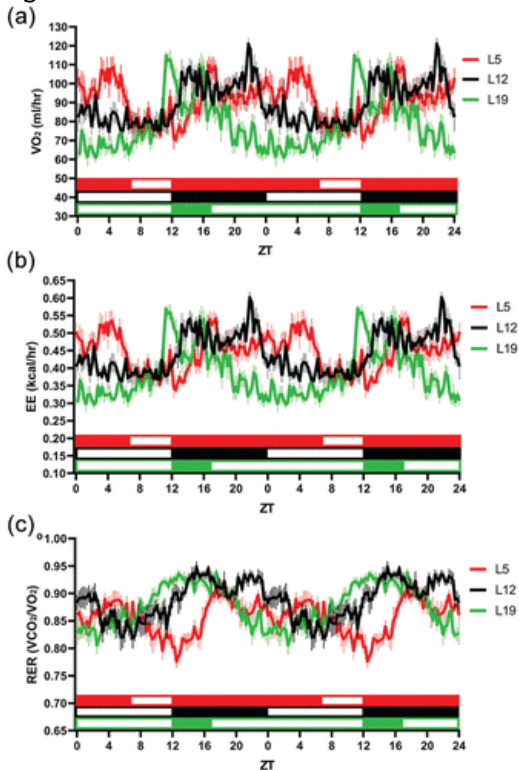 (a)
130
120
110
100
90
80
70
60
50
40
30
VO₂ (ml/hr)
0 4 8 12 16 20 0 4 8 12 16 20 24
ZT
L5
L12
L19
(b)
0.65
0.60
0.55
0.50
0.45
0.40
0.35
0.30
0.25
0.20
0.15
0.10
EE (kcal/hr)
0 4 8 12 16 20 0 4 8 12 16 20 24
ZT
L5
L12
L19
(c)
1.00
0.95
0.90
0.85
0.80
0.75
0.70
0.65
RER (VCO₂/VO₂)
0 4 8 12 16 20 0 4 8 12 16 20 24
ZT
L5
L12
L19